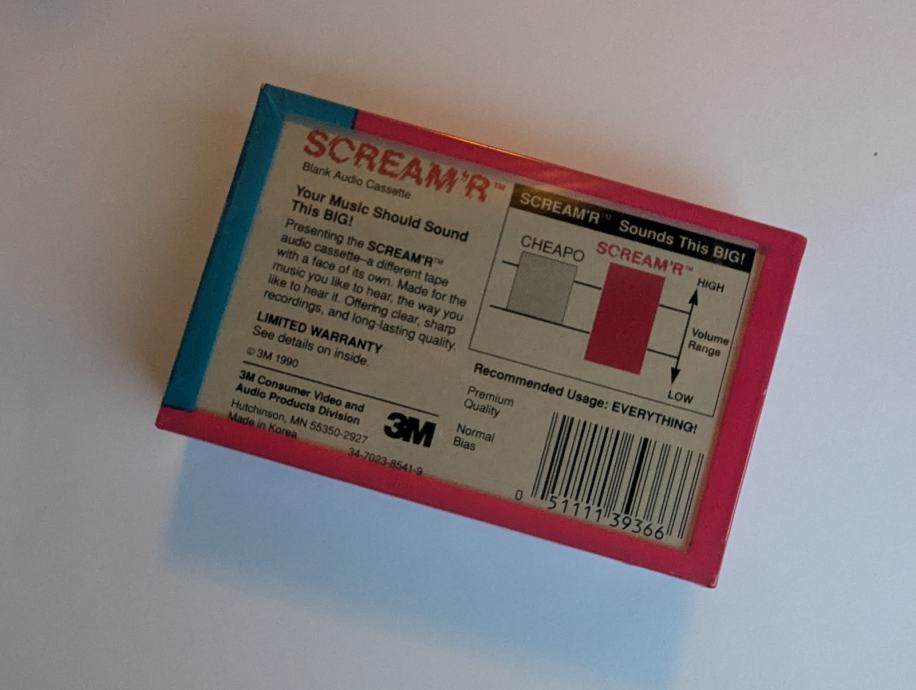 SCREAM'R™
Blank Audio Cassette
Your Music Should Sound
This BIG!
Presenting the SCREAM'R™
audio cassette–a different tape
with a face of its own. Made for the
music you like to hear, the way you
like to hear it. Offering clear, sharp
recordings, and long-lasting quality.
LIMITED WARRANTY
See details on inside.
© 3M 1990
3M Consumer Video and
Audio Products Division
Hutchinson, MN 55350-2927
Made in Korea
3M
34-7023-8541-9
SCREAM'R™ Sounds This BIG!
CHEAPO
SCREAM'R™
HIGH
Volume
Range
LOW
Recommended Usage: EVERYTHING!
Premium
Quality
Normal
Bias
0 51111 39366